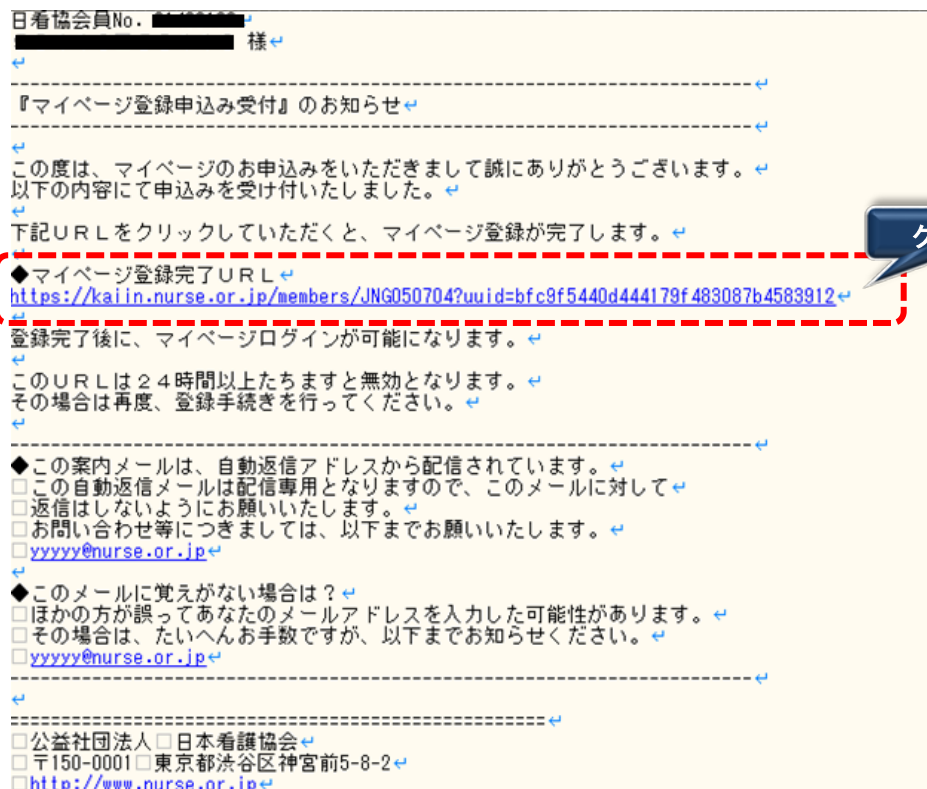 日看協会員No.
様
『マイページ登録申込み受付』のお知らせ
この度は、マイページのお申込みをいただきまして誠にありがとうございます。
以下の内容にて申込みを受け付いたしました。
下記ＵＲＬをクリックしていただくと、マイページ登録が完了します。
ク
◆マイページ登録完了ＵＲＬ
https://kaiin.nurse.or.jp/members/JNG050704?uuid=bfc9f5440d444179f483087b4583912
登録完了後に、マイページログインが可能になります。
このＵＲＬは２４時間以上たちますと無効となります。
その場合は再度、登録手続きを行ってください。
◆この案内メールは、自動返信アドレスから配信されています。
□この自動返信メールは配信専用となりますので、このメールに対して
□返信はしないようにお願いいたします。
□お問い合わせ等につきましては、以下までお願いいたします。
□yyyyy@nurse.or.jp
◆このメールに覚えがない場合は？
□ほかの方が誤ってあなたのメールアドレスを入力した可能性があります。
□その場合は、たいへんお手数ですが、以下までお知らせください。
□yyyyy@nurse.or.jp
□公益社団法人□日本看護協会
□〒150-0001□東京都渋谷区神宮前5-8-2
□http://www.nurse.or.jp